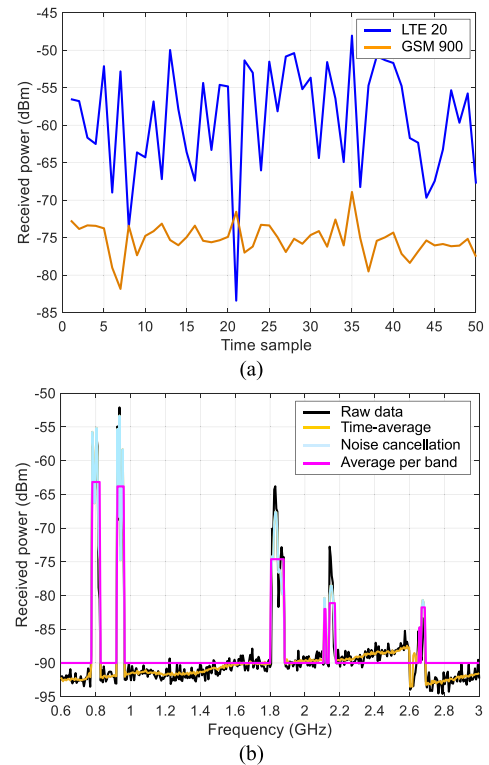 -45
-50
-55
-60
-65
-70
-75
-80
-85
Received power (dBm)
LTE 20
GSM 900
0 5 10 15 20 25 30 35 40 45 50
Time sample
(a)
-50
-55
-60
-65
-70
-75
-80
-85
-90
-95
Received power (dBm)
Raw data
Time-average
Noise cancellation
Average per band
0.6 0.8 1 1.2 1.4 1.6 1.8 2 2.2 2.4 2.6 2.8 3
Frequency (GHz)
(b)